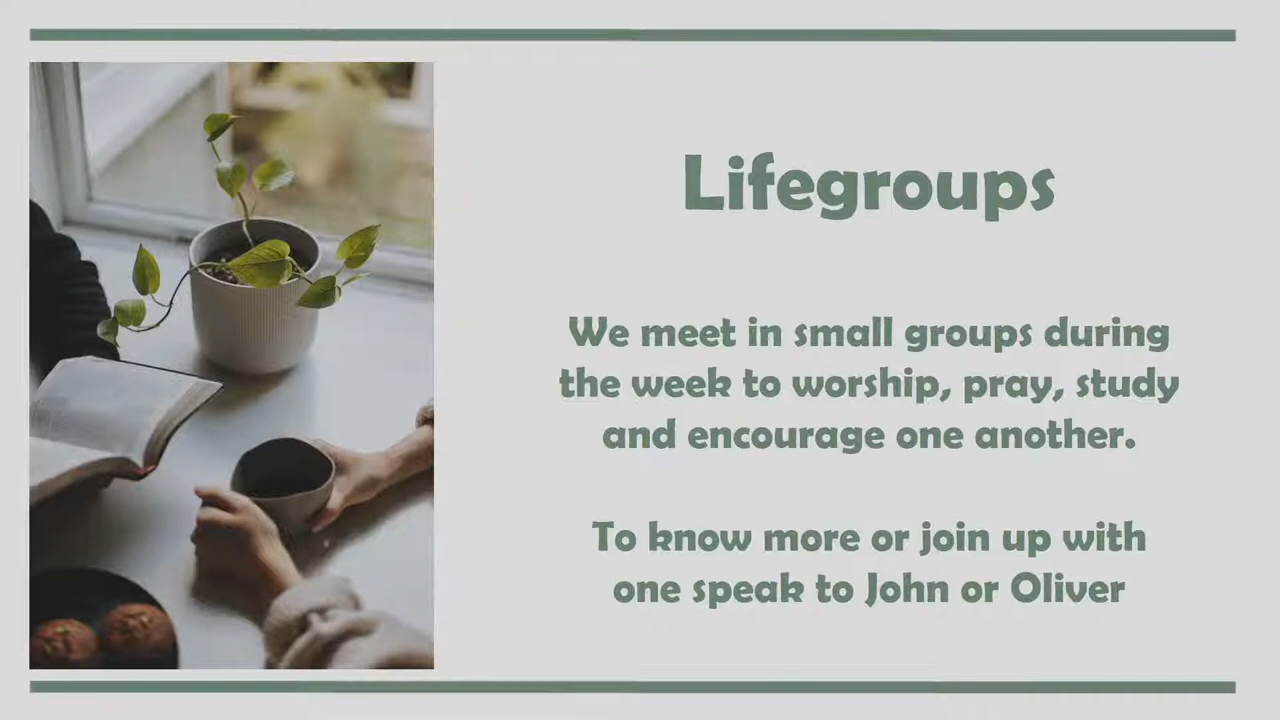 Lifegroups
We meet in small groups during
the week to worship, pray, study
and encourage one another.
To know more or join up with
one speak to John or Oliver